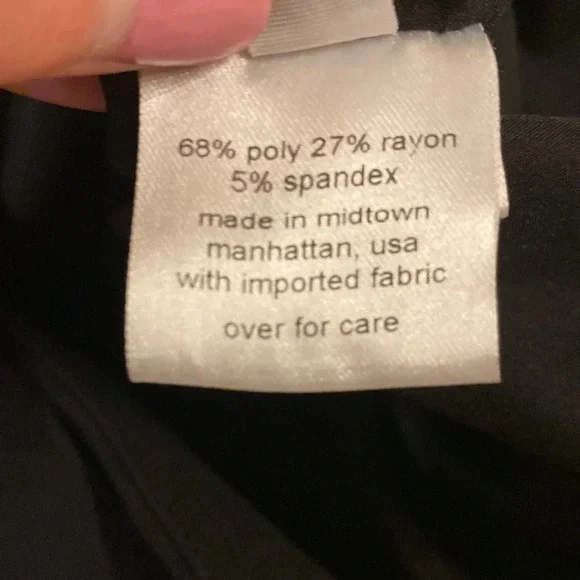 68% poly 27% rayon
5% spandex
made in midtown
manhattan, usa
with imported fabric
over for care